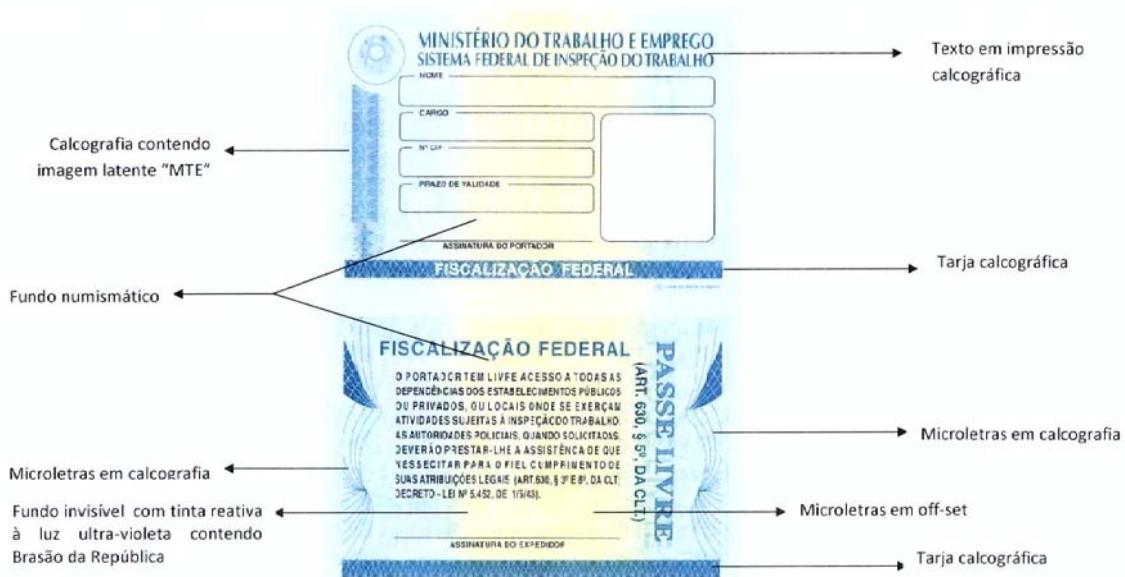 MINISTÉRIO DO TRABALHO E EMPREGO
SISTEMA FEDERAL DE INSPEÇÃO DO TRABALHO
NOME
CARGO
Nº CIF
PRAZO DE VALIDADE
ASSINATURA DO PORTADOR
FISCALIZAÇÃO FEDERAL
Texto em impressão
calcográfica
Calcografia contendo
imagem latente "MTE"
Tarja calcográfica
Fundo numismático
FISCALIZAÇÃO FEDERAL
O PORTADOR TEM LIVRE ACESSO A TODAS AS
DEPENDÊNCIAS DOS ESTABELECIMENTOS PÚBLICOS
OU PRIVADOS, OU LOCAIS ONDE SE EXERÇAM
ATIVIDADES SUJEITAS À INSPEÇÃO DO TRABALHO.
AS AUTORIDADES POLICIAIS, QUANDO SOLICITADAS,
DEVERÃO PRESTAR-LHE A ASSISTÊNCA DE QUE
NESSECITAR PARA O FIEL CUMPRIMENTO DE
SUAS ATRIBUIÇÕES LEGAIS (ART.630, § 3º E 8º, DA CLT,
DECRETO - LEI Nº 5.452, DE 1/5/43).
ASSINATURA DO EXPEDIDOR
PASSE LIVRE
(ART. 630, § 5º, DA CLT.)
Microletras em calcografia
Microletras em calcografia
Fundo invisível com tinta reativa
à luz ultra-violeta contendo
Brasão da República
Microletras em off-set
Tarja calcográfica